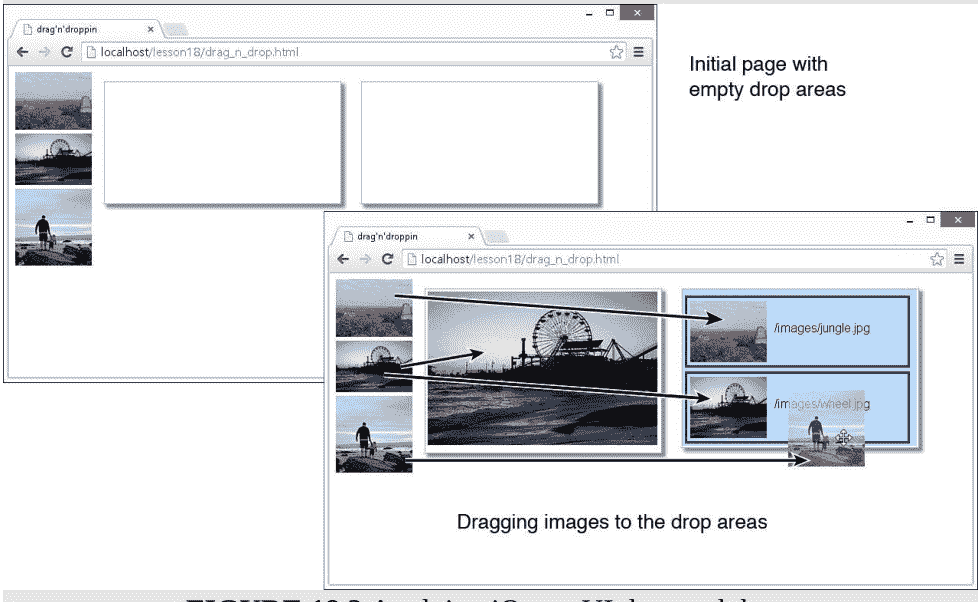 drag'n'droppin
localhost/lesson18/drag_n_drop.html
Initial page with
empty drop areas
drag'n'droppin
localhost/lesson18/drag_n_drop.html
/images/jungle.jpg
/images/wheel.jpg
Dragging images to the drop areas
FIGURE